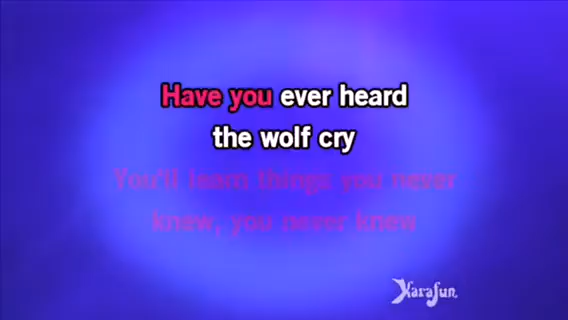 Have you ever heard
the wolf cry
You'll learn things you never
knew, you never knew
KaraFun